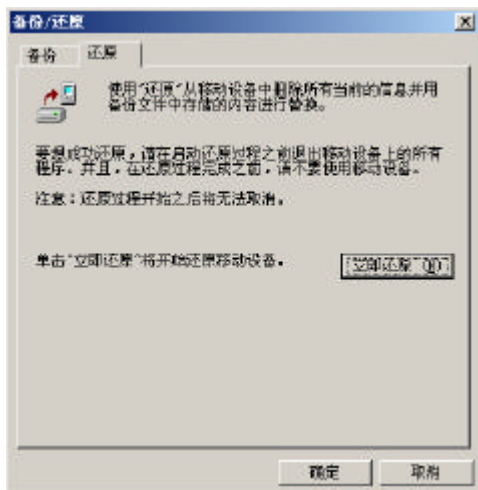 备份/还原
备份 还原
使用“还原”从移动设备中删除所有当前的信息并用
备份文件中存储的内容进行替换。
要想成功还原，请在启动还原过程之前退出移动设备上的所有
程序。并且，在还原过程完成之前，请不要使用移动设备。
注意：还原过程开始之后将无法取消。
单击“立即还原”将开始还原移动设备。
立即还原(R)
确定 取消